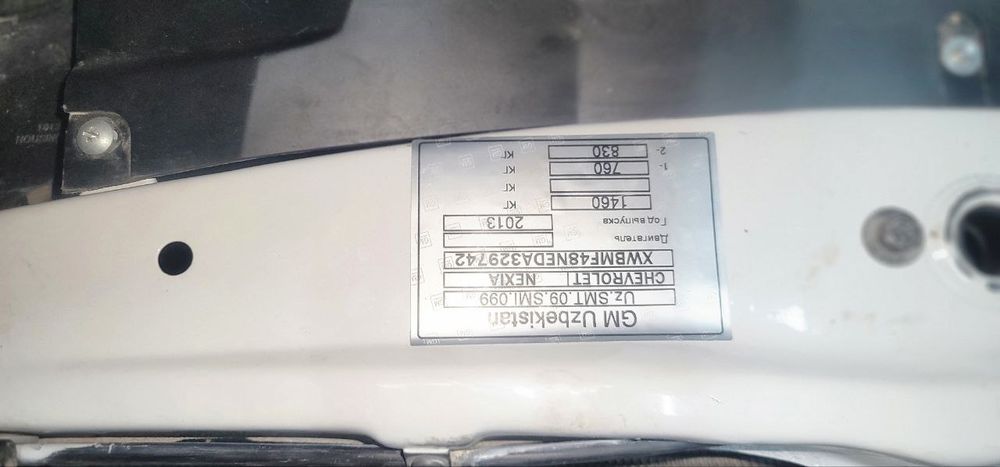 GM Uzbekistan
Uz.SMT.09.SMI.099
CHEVROLET NEXIA
XWBMF48NEDA329742
Двигатель
Год выпуска 2013
1460 кг
кг
1- 760 кг
2- 830 кг